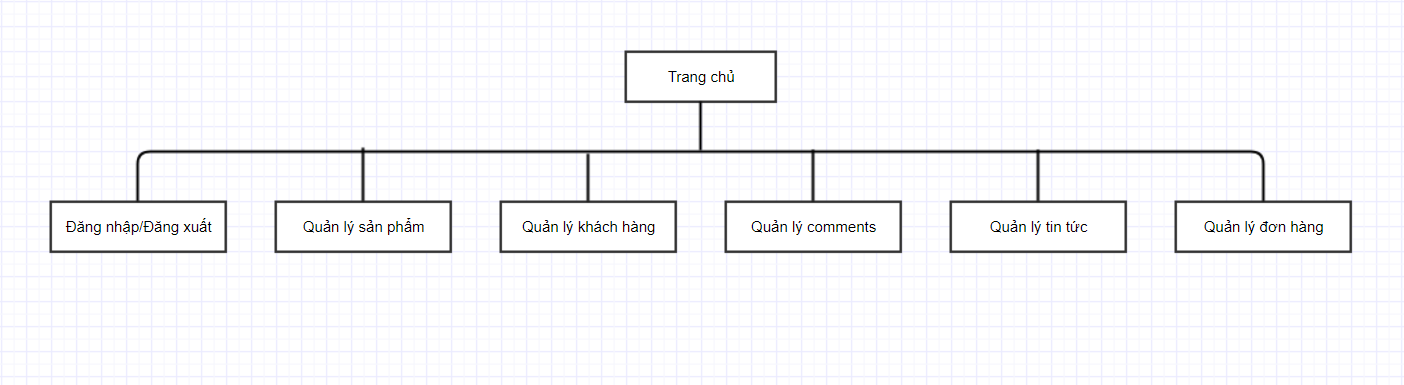 Trang chủ
Đăng nhập/Đăng xuất
Quản lý sản phẩm
Quản lý khách hàng
Quản lý comments
Quản lý tin tức
Quản lý đơn hàng